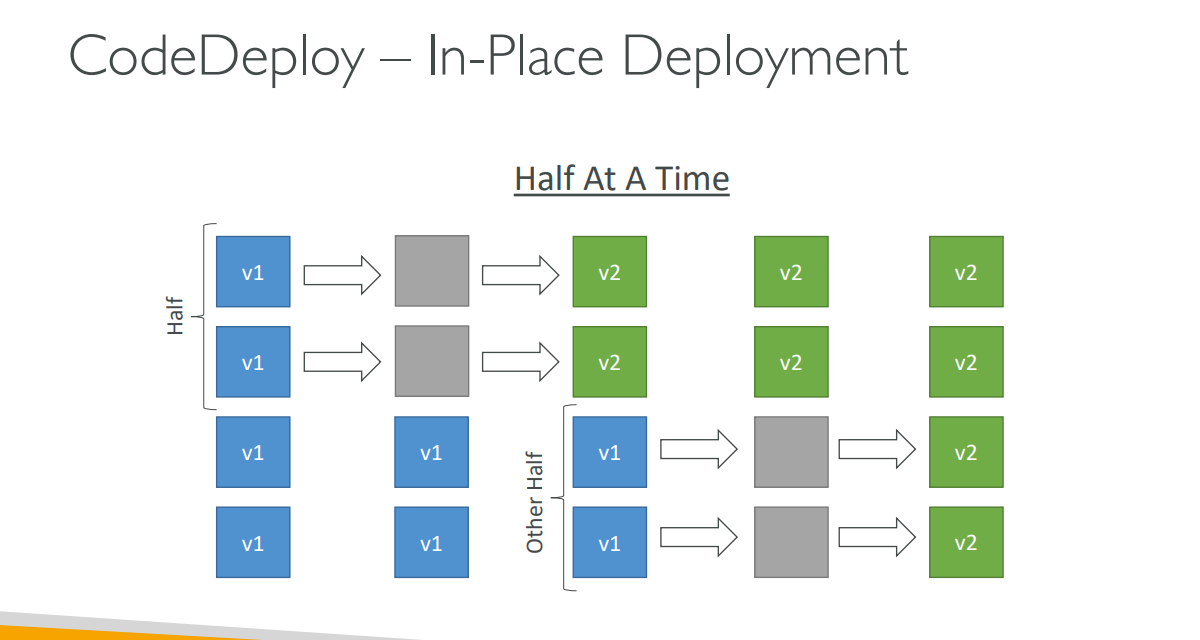 CodeDeploy – In-Place Deployment
Half At A Time
Half
v1
v2
v2
v2
v1
v2
v2
v2
Other Half
v1
v1
v1
v2
v1
v1
v1
v2